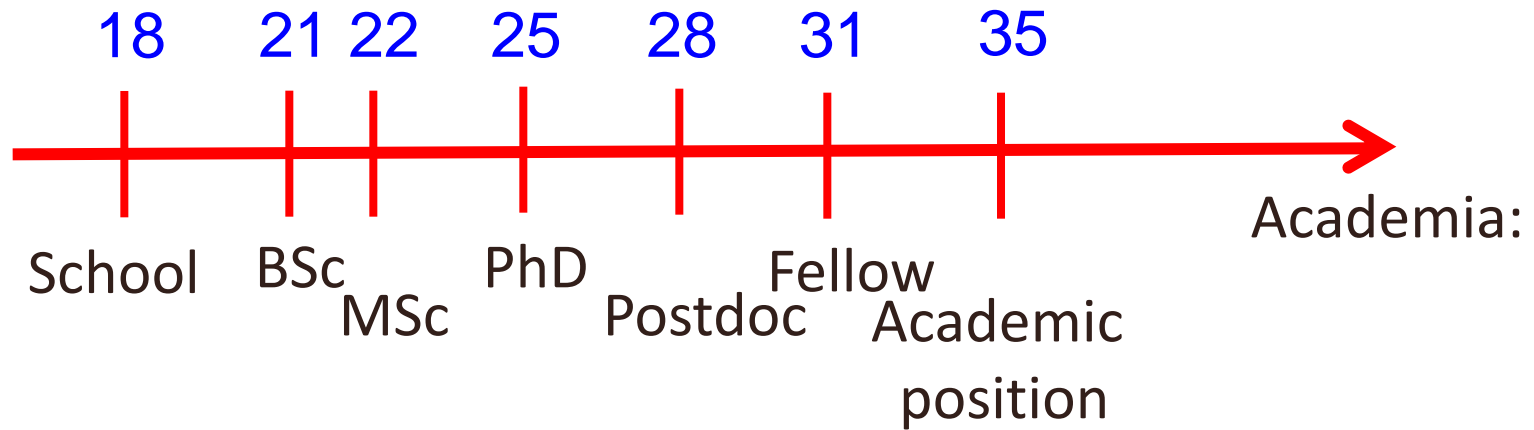 18 21 22 25 28 31 35
Academia:
School BSc PhD Fellow
MSc Postdoc Academic
position